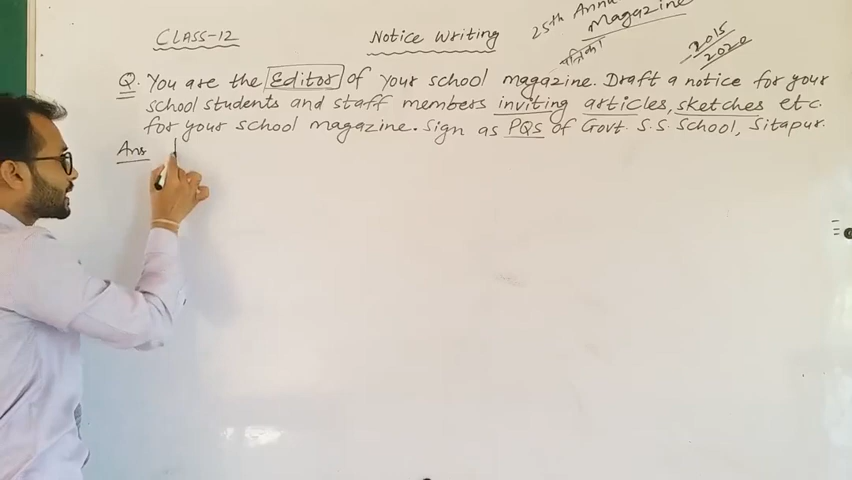 CLASS-12
Notice Writing
25th Annu
Magazine
पत्रिका
2015
2020
Q. You are the Editor of your school magazine. Draft a notice for your
school students and staff members inviting articles, sketches etc.
for your school magazine. Sign as PQS of Govt. S.S. School, Sitapur.
Ans